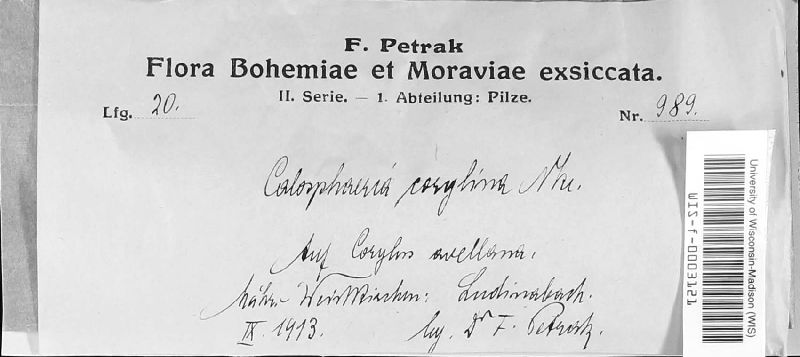 F. Petrak
Flora Bohemiae et Moraviae exsiccata.
II. Serie. — 1. Abteilung: Pilze.
Lfg. 20.
Nr. 989.
Calosphaeria corylina Nke.
Auf Corylus avellana.
Mähr. Weisskirchen: Ludinabach.
IX. 1913. leg. Dr F. Petrak.
University of Wisconsin-Madison (WIS)
WIS-f-0003121